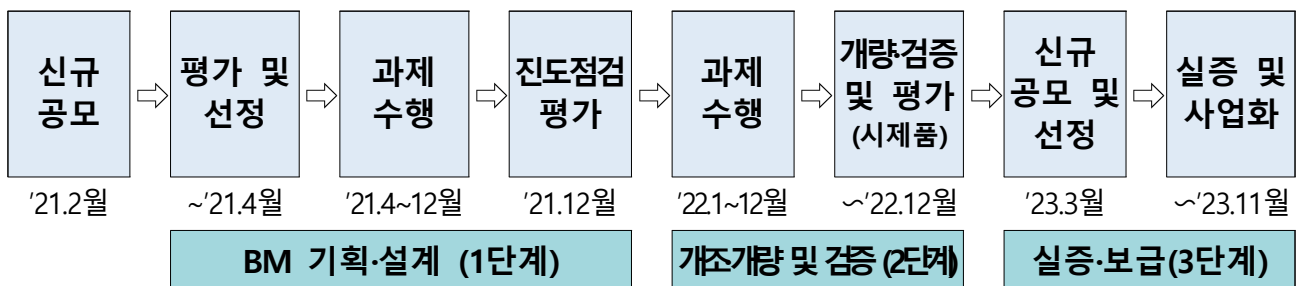 신규
공모
평가 및
선정
과제
수행
진도점검
평가
과제
수행
개량·검증
및 평가
(시제품)
신규
공모 및
선정
실증 및
사업화
'21.2월
~'21.4월
'21.4~12월
'21.12월
'22.1~12월
~'22.12월
'23.3월
~'23.11월
BM 기획·설계 (1단계)
개조·개량 및 검증 (2단계)
실증·보급(3단계)